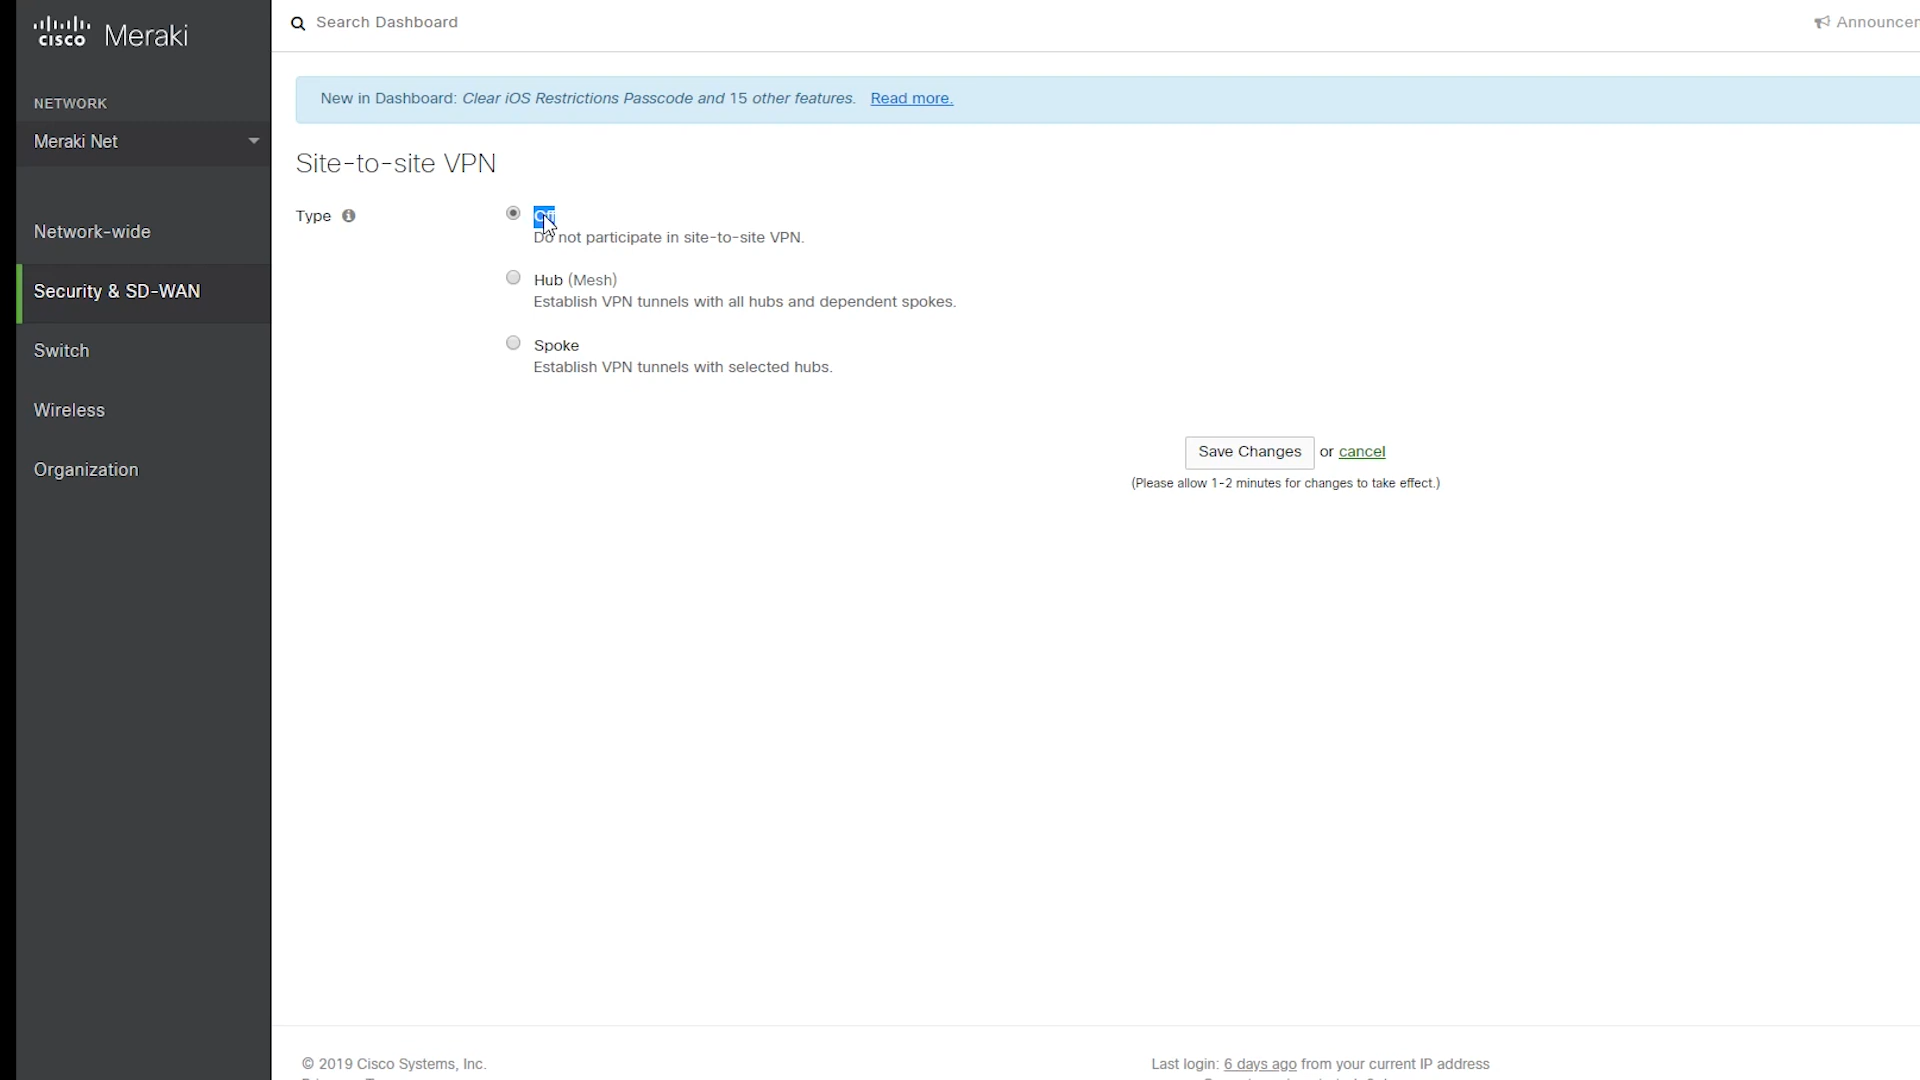 cisco Meraki
Search Dashboard
NETWORK
Meraki Net
Network-wide
Security & SD-WAN
Switch
Wireless
Organization
New in Dashboard: Clear iOS Restrictions Passcode and 15 other features. Read more.
Site-to-site VPN
Type
Off
Do not participate in site-to-site VPN.
Hub (Mesh)
Establish VPN tunnels with all hubs and dependent spokes.
Spoke
Establish VPN tunnels with selected hubs.
Save Changes or cancel
(Please allow 1-2 minutes for changes to take effect.)
© 2019 Cisco Systems, Inc.
Last login: 6 days ago from your current IP address